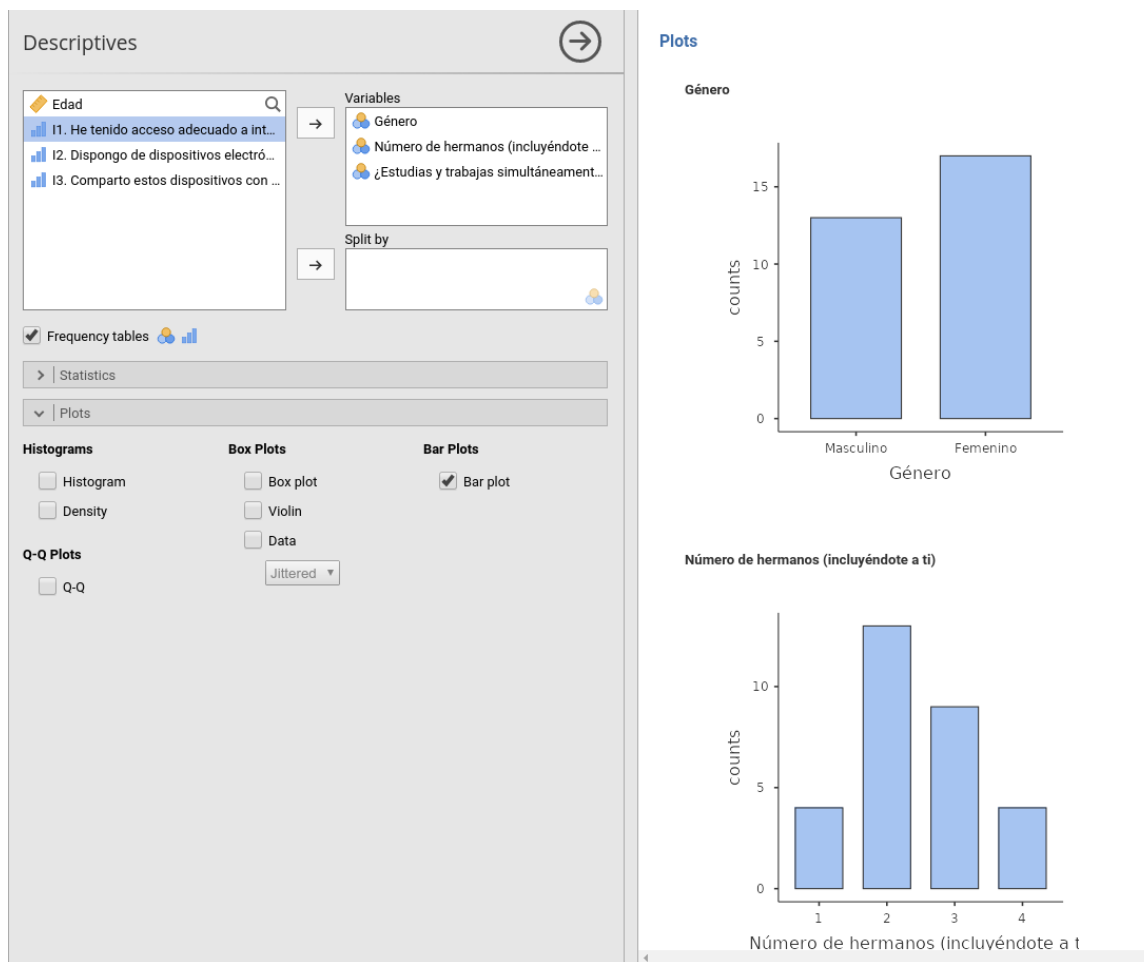 Descriptives
Edad
I1. He tenido acceso adecuado a int...
I2. Dispongo de dispositivos electró...
I3. Comparto estos dispositivos con ...
Variables
Género
Número de hermanos (incluyéndote ...
¿Estudias y trabajas simultáneament...
Split by
Frequency tables
Statistics
Plots
Histograms
Histogram
Density
Q-Q Plots
Q-Q
Box Plots
Box plot
Violin
Data
Jittered
Bar Plots
Bar plot
Plots
Género
15
10
5
0
counts
Masculino Femenino
Género
Número de hermanos (incluyéndote a ti)
10
5
0
counts
1 2 3 4
Número de hermanos (incluyéndote a t